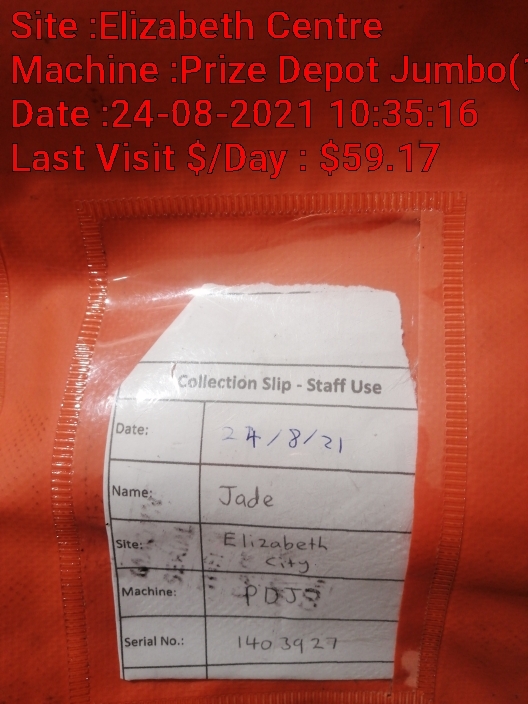 Site :Elizabeth Centre
Machine :Prize Depot Jumbo(
Date :24-08-2021 10:35:16
Last Visit $/Day : $59.17
Collection Slip - Staff Use
Date: 24/8/21
Name: Jade
Site: Elizabeth
City
Machine: PDJ
Serial No.: 1403927